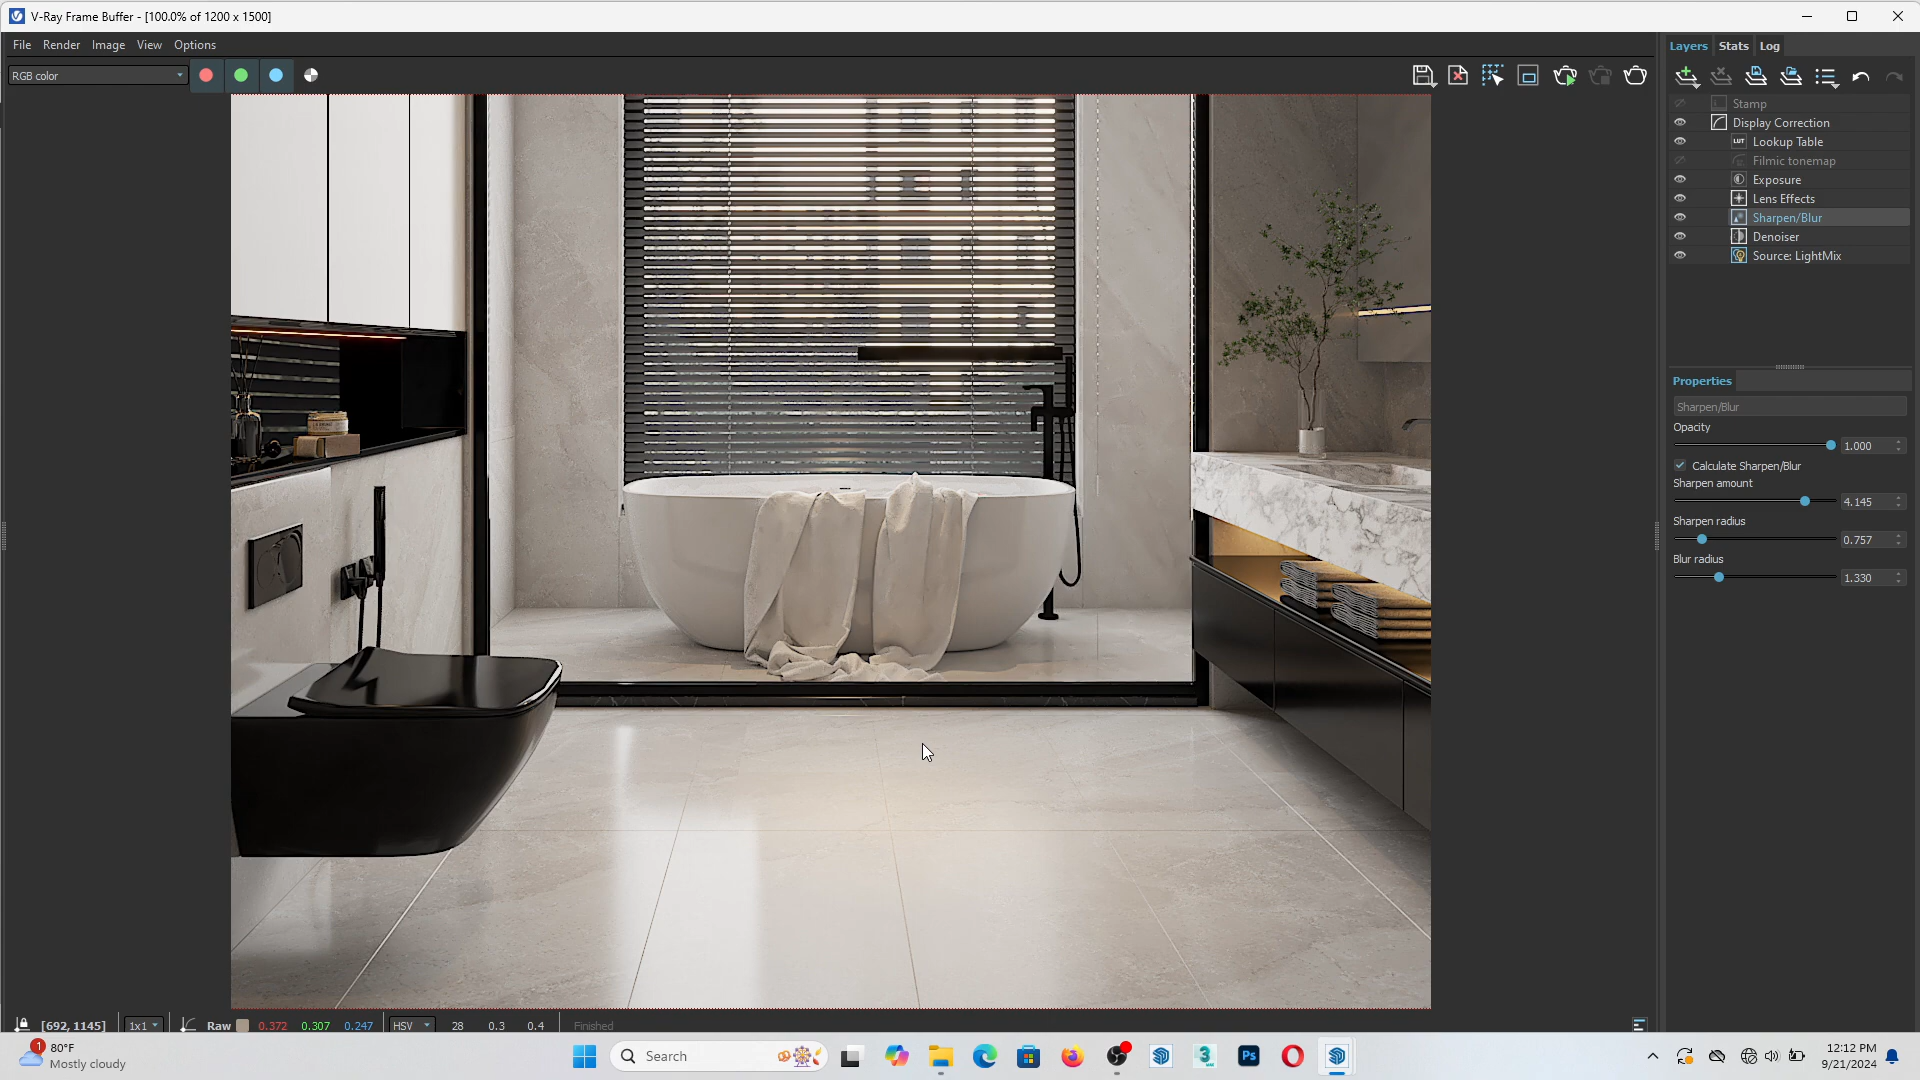 V-Ray Frame Buffer - [100.0% of 1200 x 1500]
File Render Image View Options
RGB color
Layers Stats Log
Stamp
Display Correction
LUT Lookup Table
Filmic tonemap
Exposure
Lens Effects
Sharpen/Blur
Denoiser
Source: LightMix
Properties
Sharpen/Blur
Opacity
1.000
Calculate Sharpen/Blur
Sharpen amount
4.145
Sharpen radius
0.757
Blur radius
1.330
[692, 1145] 1x1 Raw 0.372 0.307 0.247 HSV 28 0.3 0.4 Finished
1 80°F
Mostly cloudy
Search
3
Ps
12:12 PM
9/21/2024